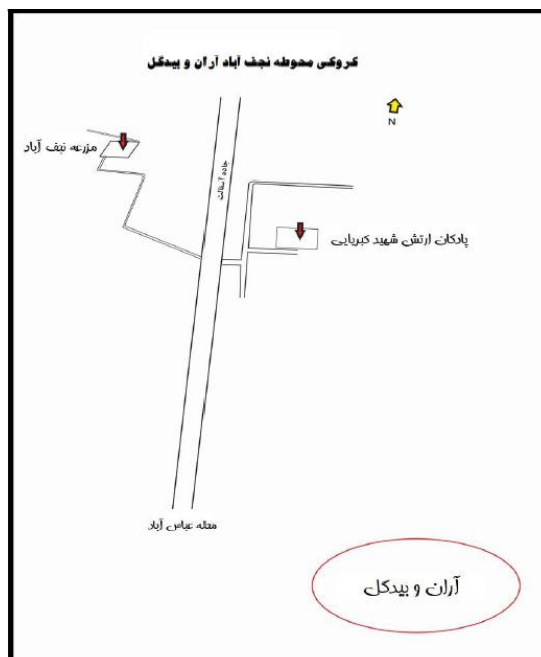 کروکی محوطه نجف آباد آران و بیدگل
N
مزرعه نجف آباد
جاده آسفالت
پادگان ارتش شهید کبریایی
محله عباس آباد
آران و بیدگل